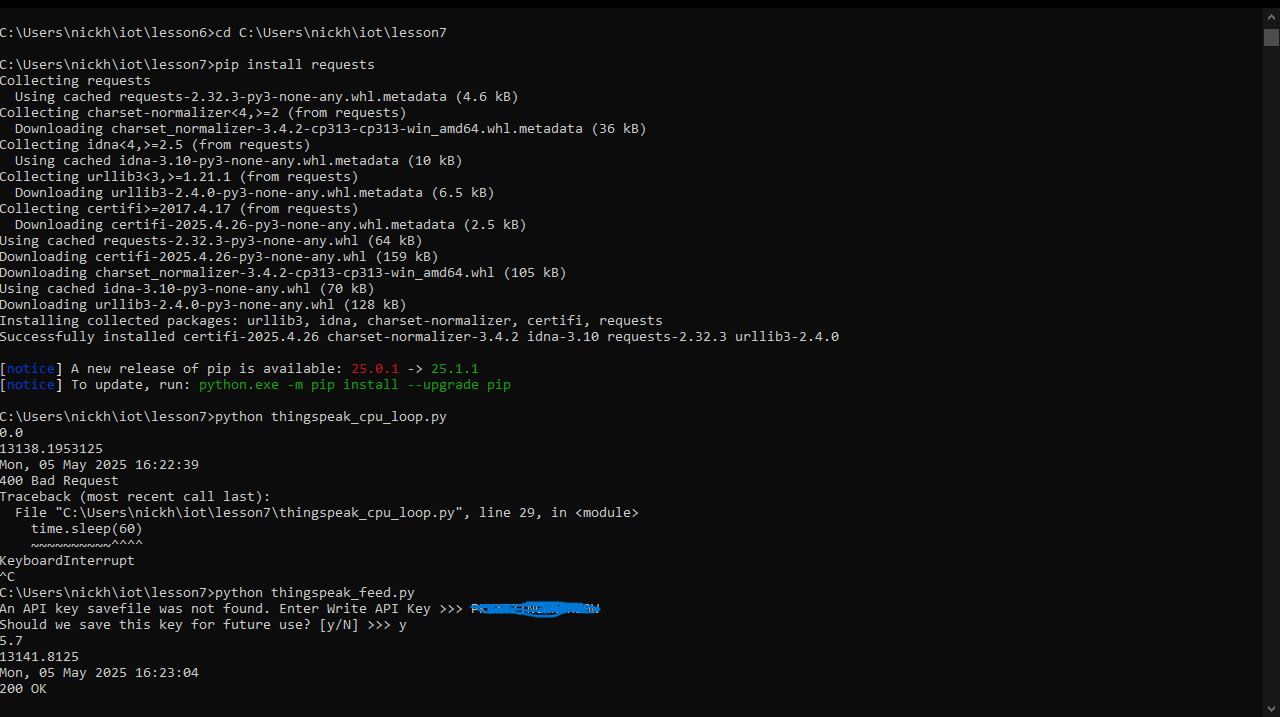 C:\Users\nickh\iot\lesson6>cd C:\Users\nickh\iot\lesson7
C:\Users\nickh\iot\lesson7>pip install requests
Collecting requests
  Using cached requests-2.32.3-py3-none-any.whl.metadata (4.6 kB)
Collecting charset-normalizer<4,>=2 (from requests)
  Downloading charset_normalizer-3.4.2-cp313-cp313-win_amd64.whl.metadata (36 kB)
Collecting idna<4,>=2.5 (from requests)
  Using cached idna-3.10-py3-none-any.whl.metadata (10 kB)
Collecting urllib3<3,>=1.21.1 (from requests)
  Downloading urllib3-2.4.0-py3-none-any.whl.metadata (6.5 kB)
Collecting certifi>=2017.4.17 (from requests)
  Downloading certifi-2025.4.26-py3-none-any.whl.metadata (2.5 kB)
Using cached requests-2.32.3-py3-none-any.whl (64 kB)
Downloading certifi-2025.4.26-py3-none-any.whl (159 kB)
Downloading charset_normalizer-3.4.2-cp313-cp313-win_amd64.whl (105 kB)
Using cached idna-3.10-py3-none-any.whl (70 kB)
Downloading urllib3-2.4.0-py3-none-any.whl (128 kB)
Installing collected packages: urllib3, idna, charset-normalizer, certifi, requests
Successfully installed certifi-2025.4.26 charset-normalizer-3.4.2 idna-3.10 requests-2.32.3 urllib3-2.4.0
[notice] A new release of pip is available: 25.0.1 -> 25.1.1
[notice] To update, run: python.exe -m pip install --upgrade pip
C:\Users\nickh\iot\lesson7>python thingspeak_cpu_loop.py
0.0
13138.1953125
Mon, 05 May 2025 16:22:39
400 Bad Request
Traceback (most recent call last):
  File "C:\Users\nickh\iot\lesson7\thingspeak_cpu_loop.py", line 29, in <module>
    time.sleep(60)
    ~~~~~~~~~~^^^^
KeyboardInterrupt
^C
C:\Users\nickh\iot\lesson7>python thingspeak_feed.py
An API key savefile was not found. Enter Write API Key >>>
Should we save this key for future use? [y/N] >>> y
5.7
13141.8125
Mon, 05 May 2025 16:23:04
200 OK